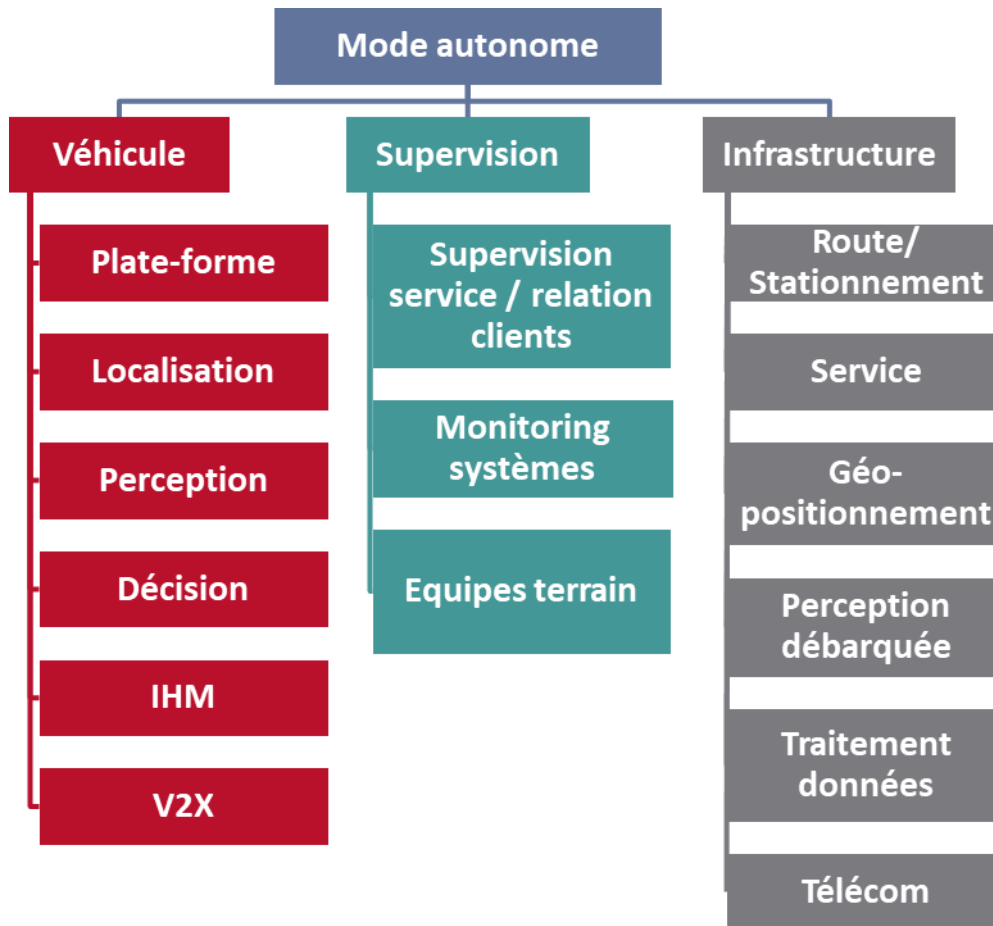 Mode autonome
Véhicule
Plate-forme
Localisation
Perception
Décision
IHM
V2X
Supervision
Supervision
service / relation
clients
Monitoring
systèmes
Equipes terrain
Infrastructure
Route/
Stationnement
Service
Géo-
positionnement
Perception
débarquée
Traitement
données
Télécom